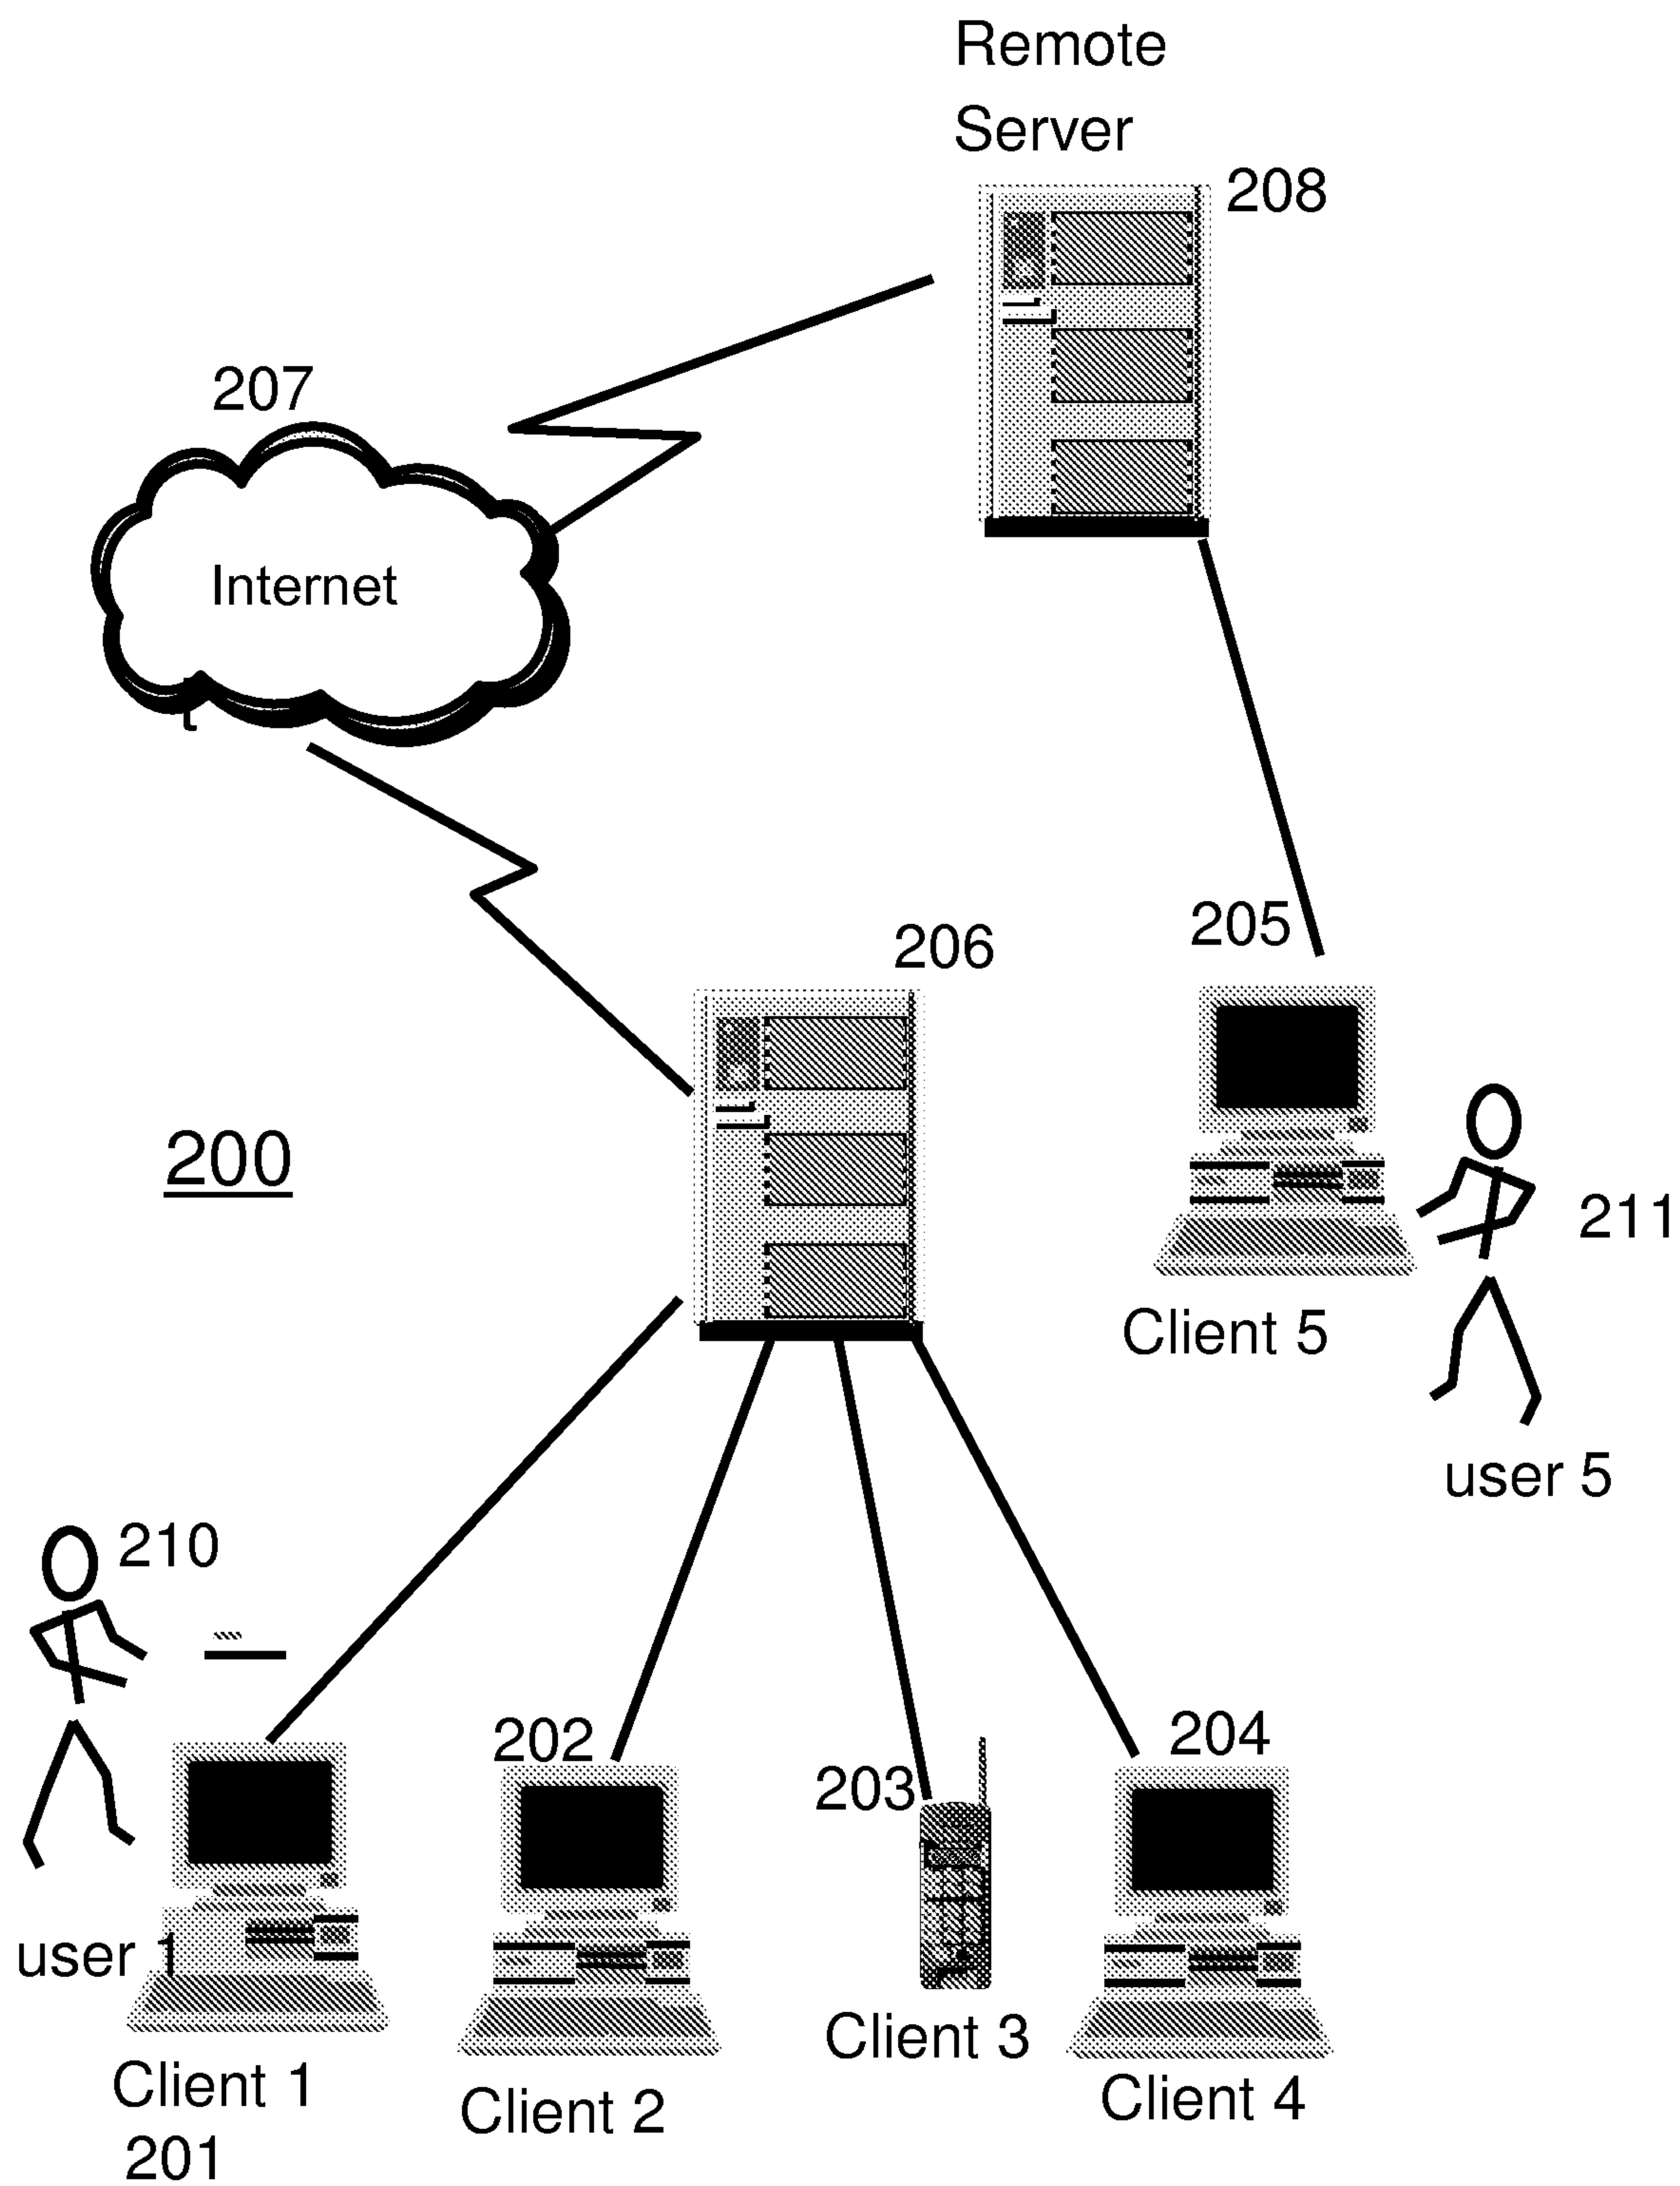 Remote
Server
208
207
Internet
206
205
200
211
Client 5
user 5
210
202
203
204
user 1
Client 1
201
Client 2
Client 3
Client 4